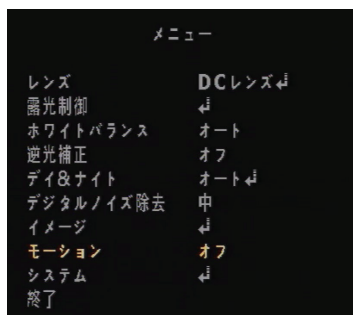 メニュー
レンズ DCレンズ↲
露光制御 ↲
ホワイトバランス オート
逆光補正 オフ
デイ&ナイト オート↲
デジタルノイズ除去 中
イメージ ↲
モーション オフ
システム ↲
終了